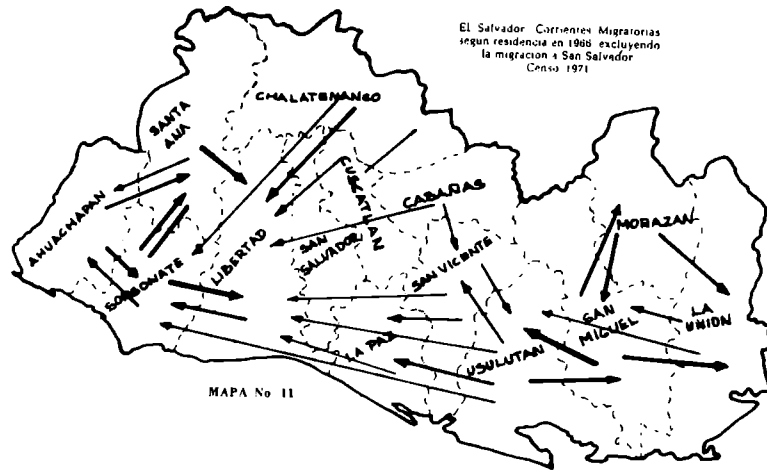 El Salvador Corrientes Migratorias
segun residencia en 1966 excluyendo
la migracion a San Salvador
Censo 1971
CHALATENANGO
SANTA
ANA
CUSCATLAN
CABAÑAS
AHUACHAPAN
SONSONATE
LIBERTAD
SAN
SALVADOR
SAN VICENTE
MORAZAN
LA PAZ
USULUTAN
SAN
MIGUEL
LA
UNION
MAPA No 11